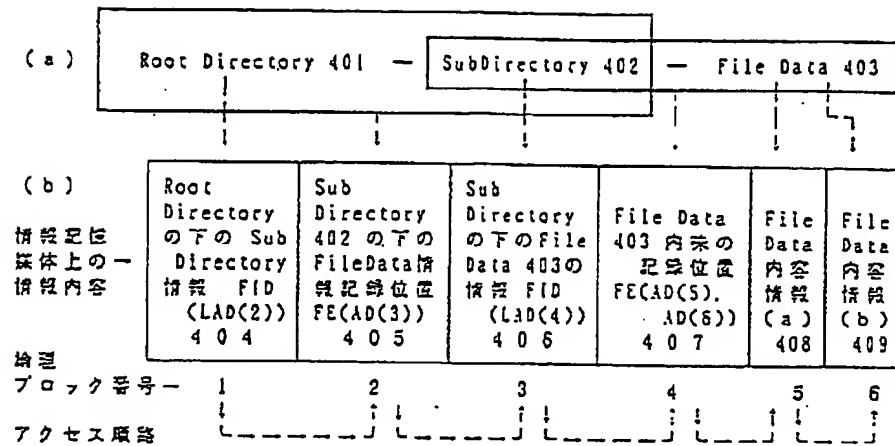 (a) Root Directory 401 — SubDirectory 402 — File Data 403
(b)
情報記録
媒体上の —
情報内容
Root
Directory
の下の Sub
Directory
情報 FID
(LAD(2))
404
Sub
Directory
402 の下の
FileData情
報記録位置
FE(AD(3))
405
Sub
Directory
の下のFile
Data 403の
情報 FID
(LAD(4))
406
File Data
403 内容の
記録位置
FE(AD(5),
AD(6))
407
File
Data
内容
情報
(a)
408
File
Data
内容
情報
(b)
409
論理
ブロック番号 — 1 2 3 4 5 6
アクセス順路